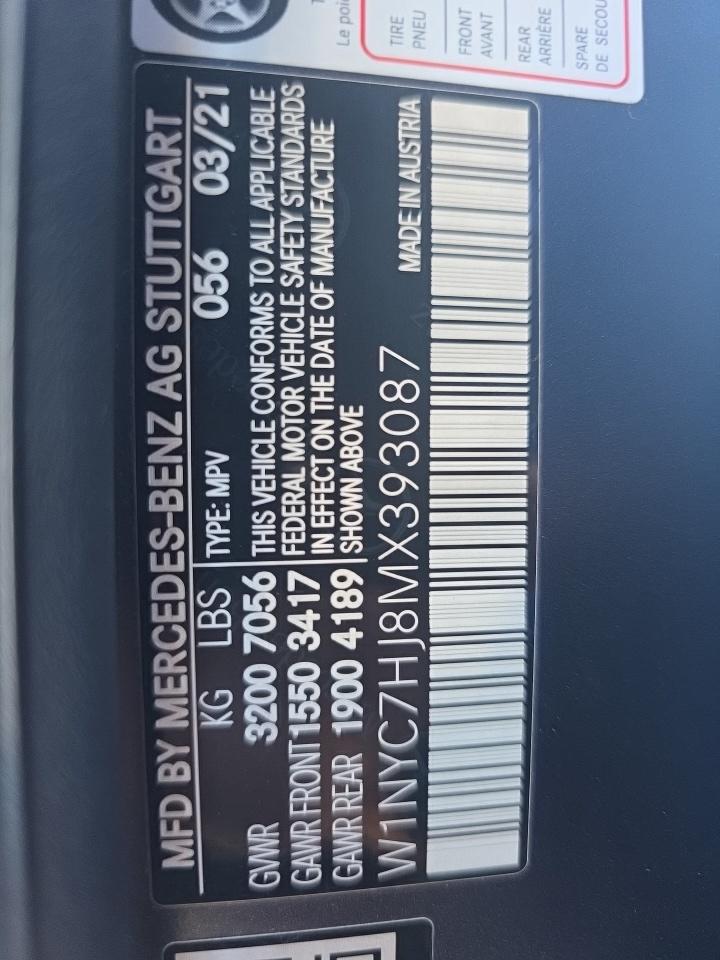 Le
TIRE
PNEU
FRONT
AVANT
REAR
ARRIÈRE
SPARE
DE
MFD BY MERCEDES-BENZ AG STUTTGART
KG LBS TYPE: MPV 056 03/21
GVWR 3200 7056 THIS VEHICLE CONFORMS TO ALL APPLICABLE
GAWR FRONT 1550 3417 FEDERAL MOTOR VEHICLE SAFETY STANDARDS
GAWR REAR 1900 4189 IN EFFECT ON THE DATE OF MANUFACTURE
SHOWN ABOVE
W1NYC7HJ8MX393087 MADE IN AUSTRIA